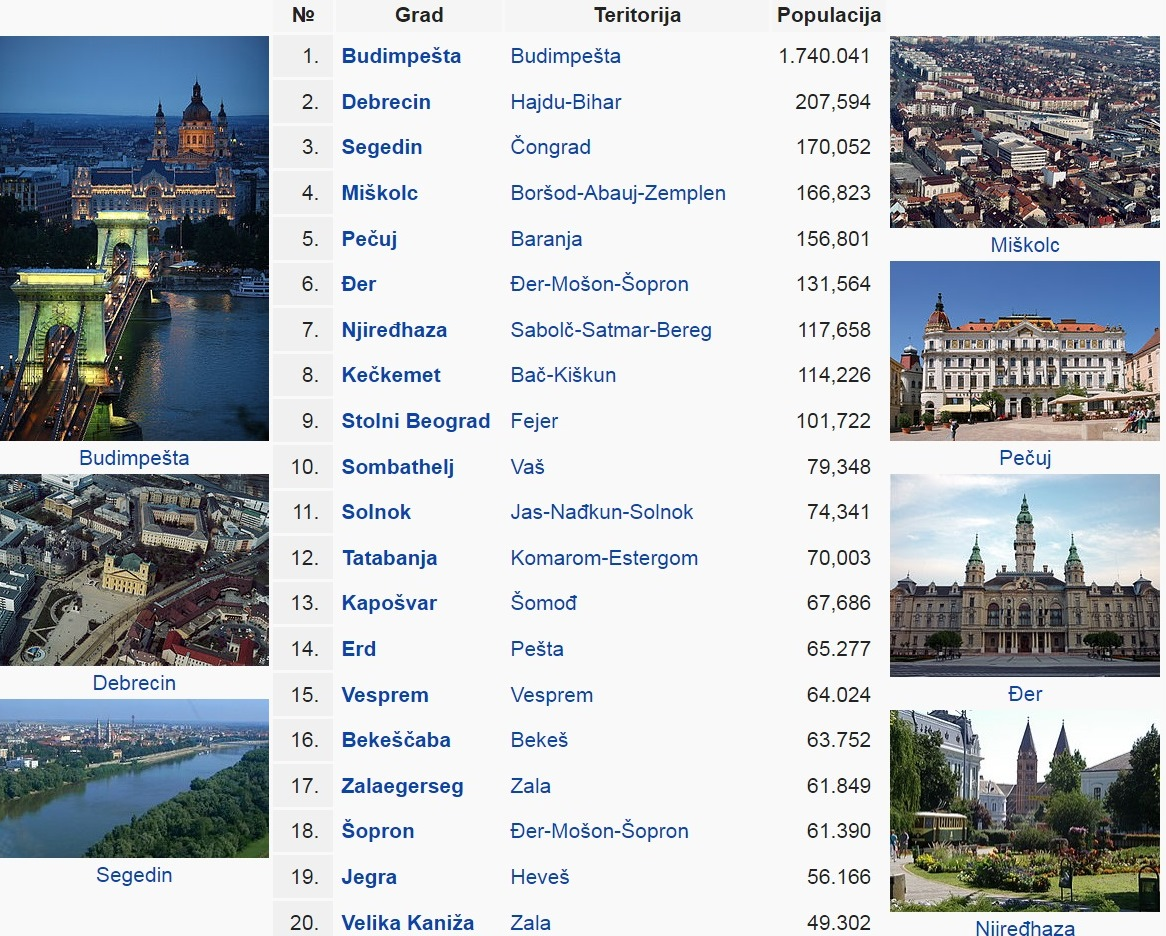 № Grad Teritorija Populacija
1. Budimpešta Budimpešta 1.740.041
2. Debrecin Hajdu-Bihar 207,594
3. Segedin Čongrad 170,052
4. Miškolc Boršod-Abauj-Zemplen 166,823
5. Pečuj Baranja 156,801
6. Đer Đer-Mošon-Šopron 131,564
7. Njiređhaza Sabolč-Satmar-Bereg 117,658
8. Kečkemet Bač-Kiškun 114,226
9. Stolni Beograd Fejer 101,722
10. Sombathelj Vaš 79,348
11. Solnok Jas-Nađkun-Solnok 74,341
12. Tatabanja Komarom-Estergom 70,003
13. Kapošvar Šomođ 67,686
14. Erd Pešta 65.277
15. Vesprem Vesprem 64.024
16. Bekeščaba Bekeš 63.752
17. Zalaegerseg Zala 61.849
18. Šopron Đer-Mošon-Šopron 61.390
19. Jegra Heveš 56.166
20. Velika Kaniža Zala 49.302
Budimpešta
Debrecin
Segedin
Miškolc
Pečuj
Đer
Njiređhaza